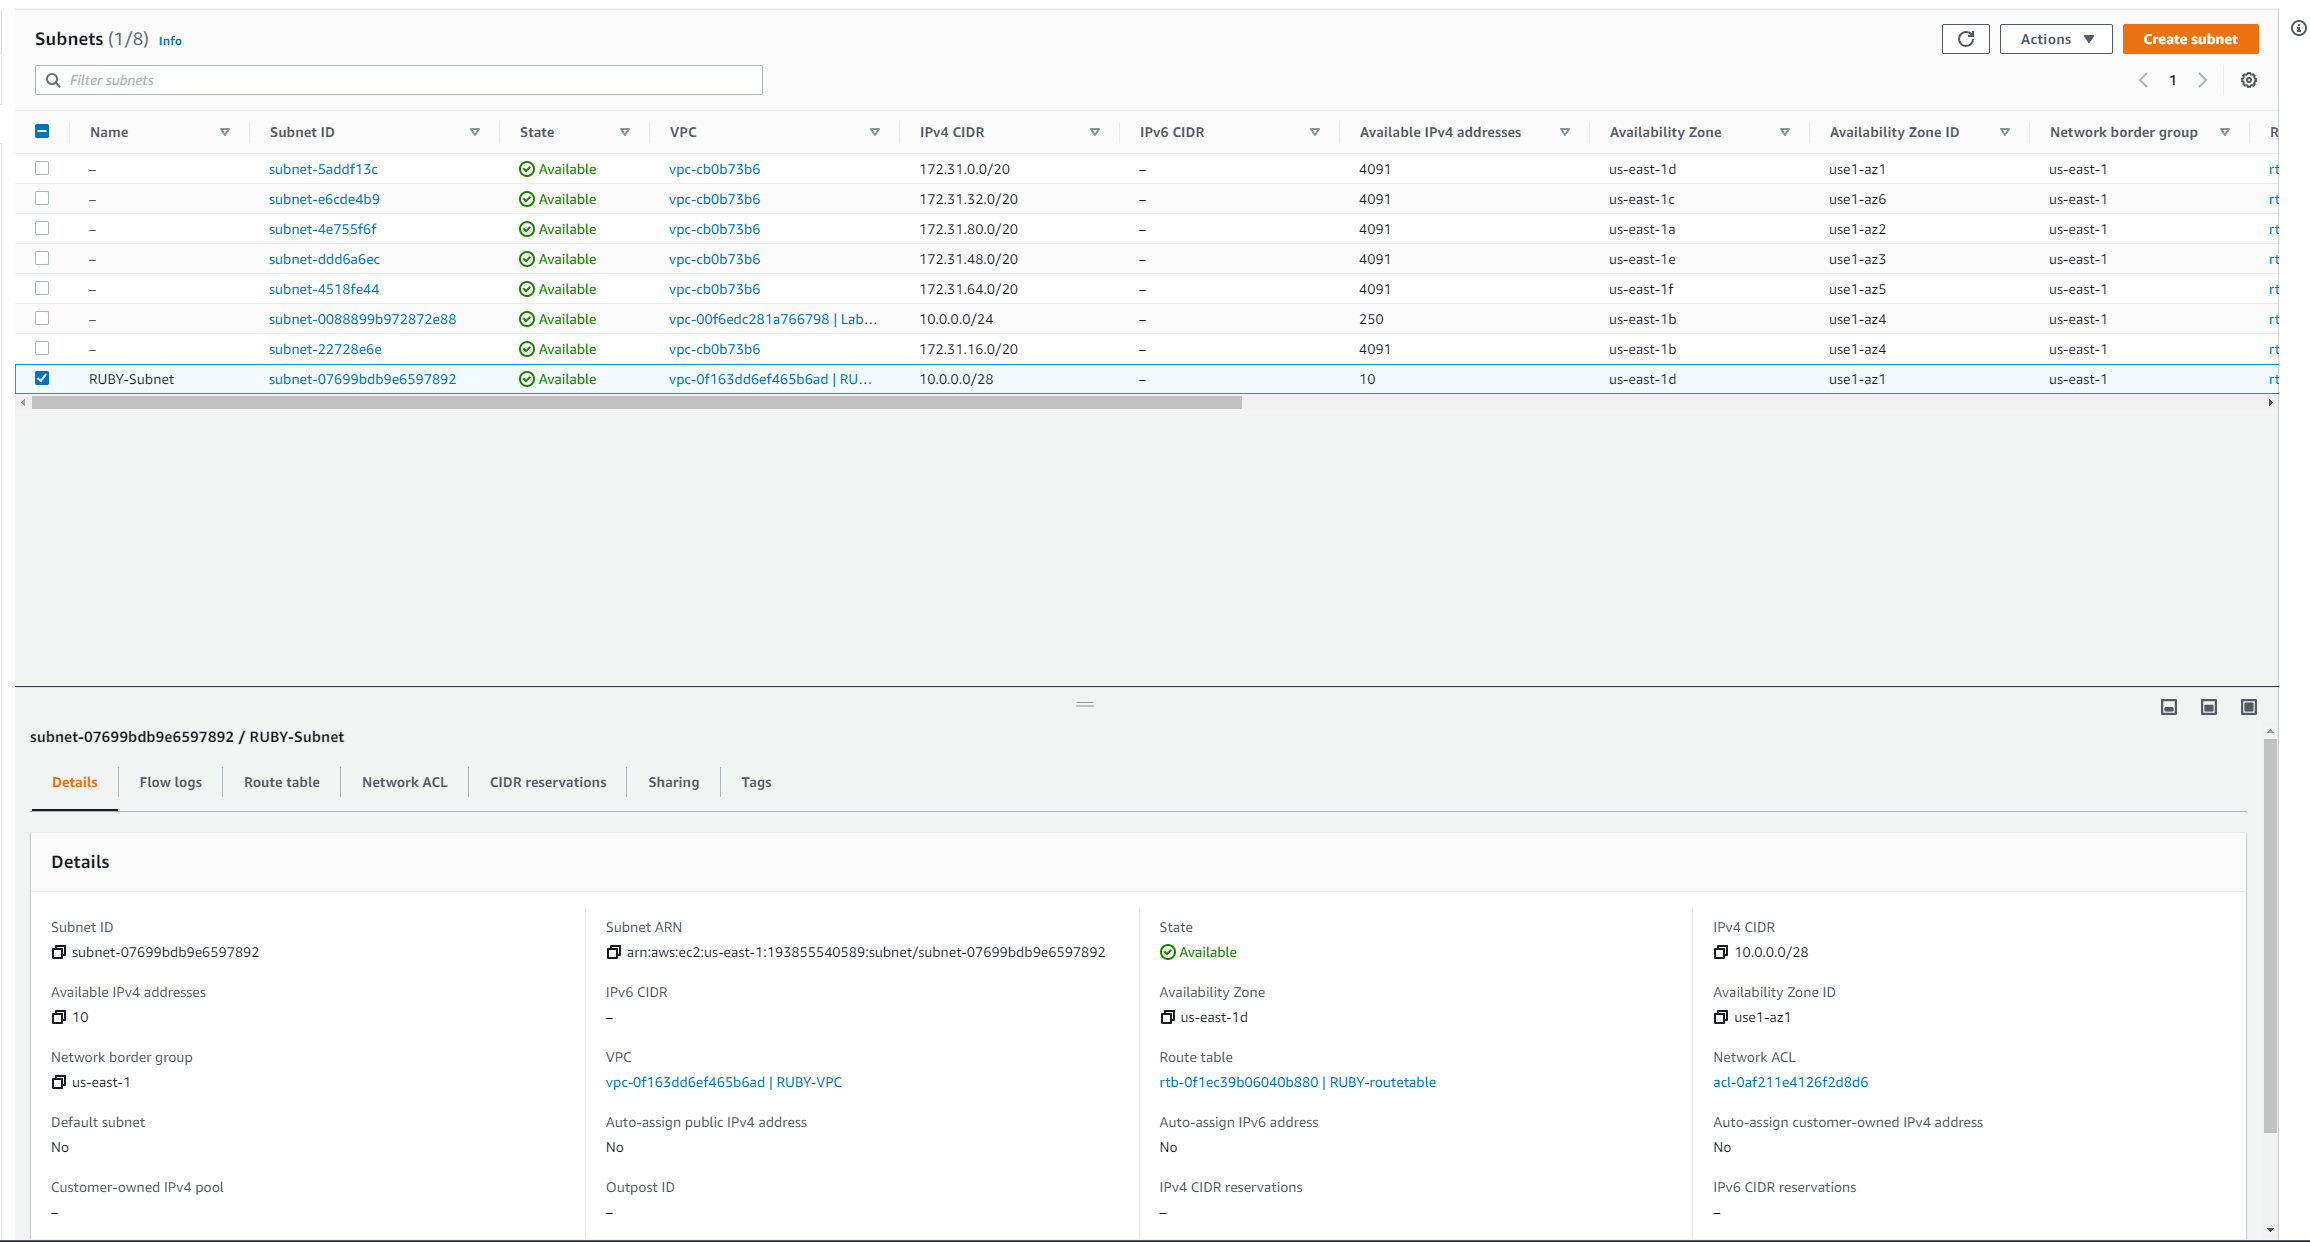 Subnets (1/8) Info
Actions Create subnet
Filter subnets
1
Name Subnet ID State VPC IPv4 CIDR IPv6 CIDR Available IPv4 addresses Availability Zone Availability Zone ID Network border group R
– subnet-5addf13c Available vpc-cb0b73b6 172.31.0.0/20 – 4091 us-east-1d use1-az1 us-east-1 rt
– subnet-e6cde4b9 Available vpc-cb0b73b6 172.31.32.0/20 – 4091 us-east-1c use1-az6 us-east-1 rt
– subnet-4e755f6f Available vpc-cb0b73b6 172.31.80.0/20 – 4091 us-east-1a use1-az2 us-east-1 rt
– subnet-ddd6a6ec Available vpc-cb0b73b6 172.31.48.0/20 – 4091 us-east-1e use1-az3 us-east-1 rt
– subnet-4518fe44 Available vpc-cb0b73b6 172.31.64.0/20 – 4091 us-east-1f use1-az5 us-east-1 rt
– subnet-0088899b972872e88 Available vpc-00f6edc281a766798 | Lab... 10.0.0.0/24 – 250 us-east-1b use1-az4 us-east-1 rt
– subnet-22728e6e Available vpc-cb0b73b6 172.31.16.0/20 – 4091 us-east-1b use1-az4 us-east-1 rt
RUBY-Subnet subnet-07699bdb9e6597892 Available vpc-0f163dd6ef465b6ad | RU... 10.0.0.0/28 – 10 us-east-1d use1-az1 us-east-1 rt
subnet-07699bdb9e6597892 / RUBY-Subnet
Details Flow logs Route table Network ACL CIDR reservations Sharing Tags
Details
Subnet ID Subnet ARN State IPv4 CIDR
subnet-07699bdb9e6597892 arn:aws:ec2:us-east-1:193855540589:subnet/subnet-07699bdb9e6597892 Available 10.0.0.0/28
Available IPv4 addresses IPv6 CIDR Availability Zone Availability Zone ID
10 – us-east-1d use1-az1
Network border group VPC Route table Network ACL
us-east-1 vpc-0f163dd6ef465b6ad | RUBY-VPC rtb-0f1ec39b06040b880 | RUBY-routetable acl-0af211e4126f2d8d6
Default subnet Auto-assign public IPv4 address Auto-assign IPv6 address Auto-assign customer-owned IPv4 address
No No No No
Customer-owned IPv4 pool Outpost ID IPv4 CIDR reservations IPv6 CIDR reservations
– – – –